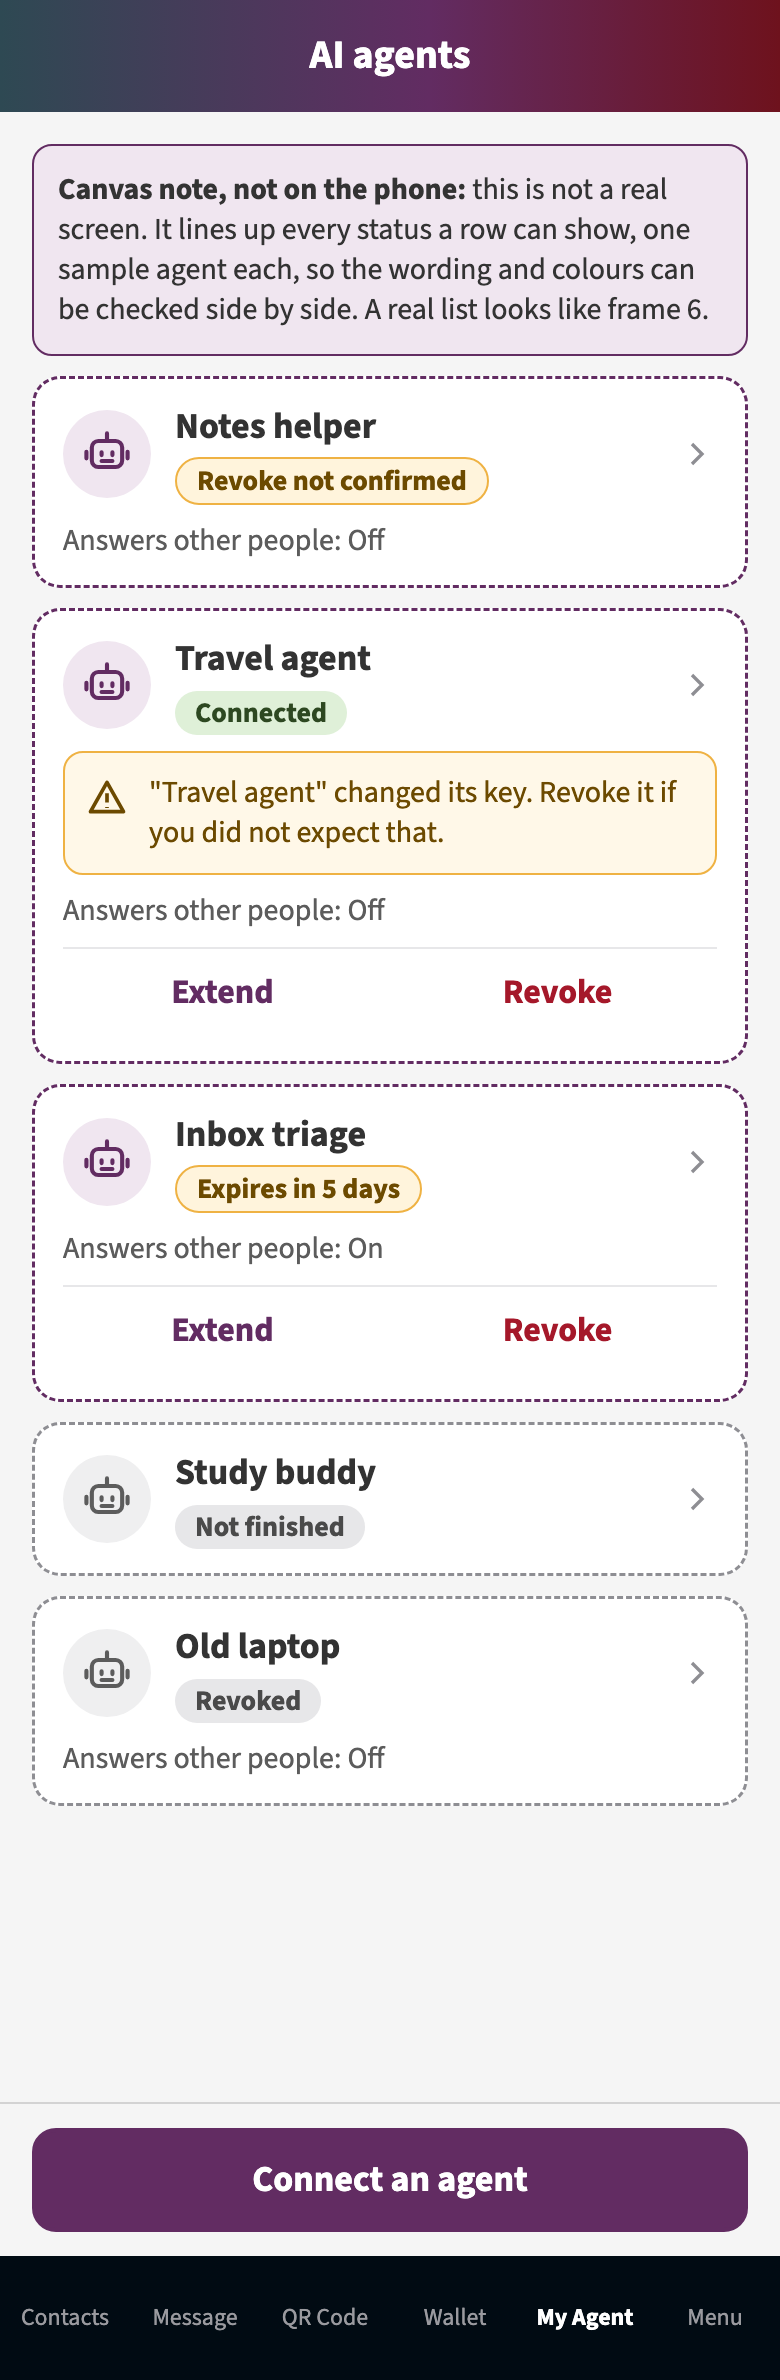 AI agents
Canvas note, not on the phone: this is not a real
screen. It lines up every status a row can show, one
sample agent each, so the wording and colours can
be checked side by side. A real list looks like frame 6.
Notes helper
Revoke not confirmed
Answers other people: Off
Travel agent
Connected
"Travel agent" changed its key. Revoke it if
you did not expect that.
Answers other people: Off
Extend Revoke
Inbox triage
Expires in 5 days
Answers other people: On
Extend Revoke
Study buddy
Not finished
Old laptop
Revoked
Answers other people: Off
Connect an agent
Contacts Message QR Code Wallet My Agent Menu